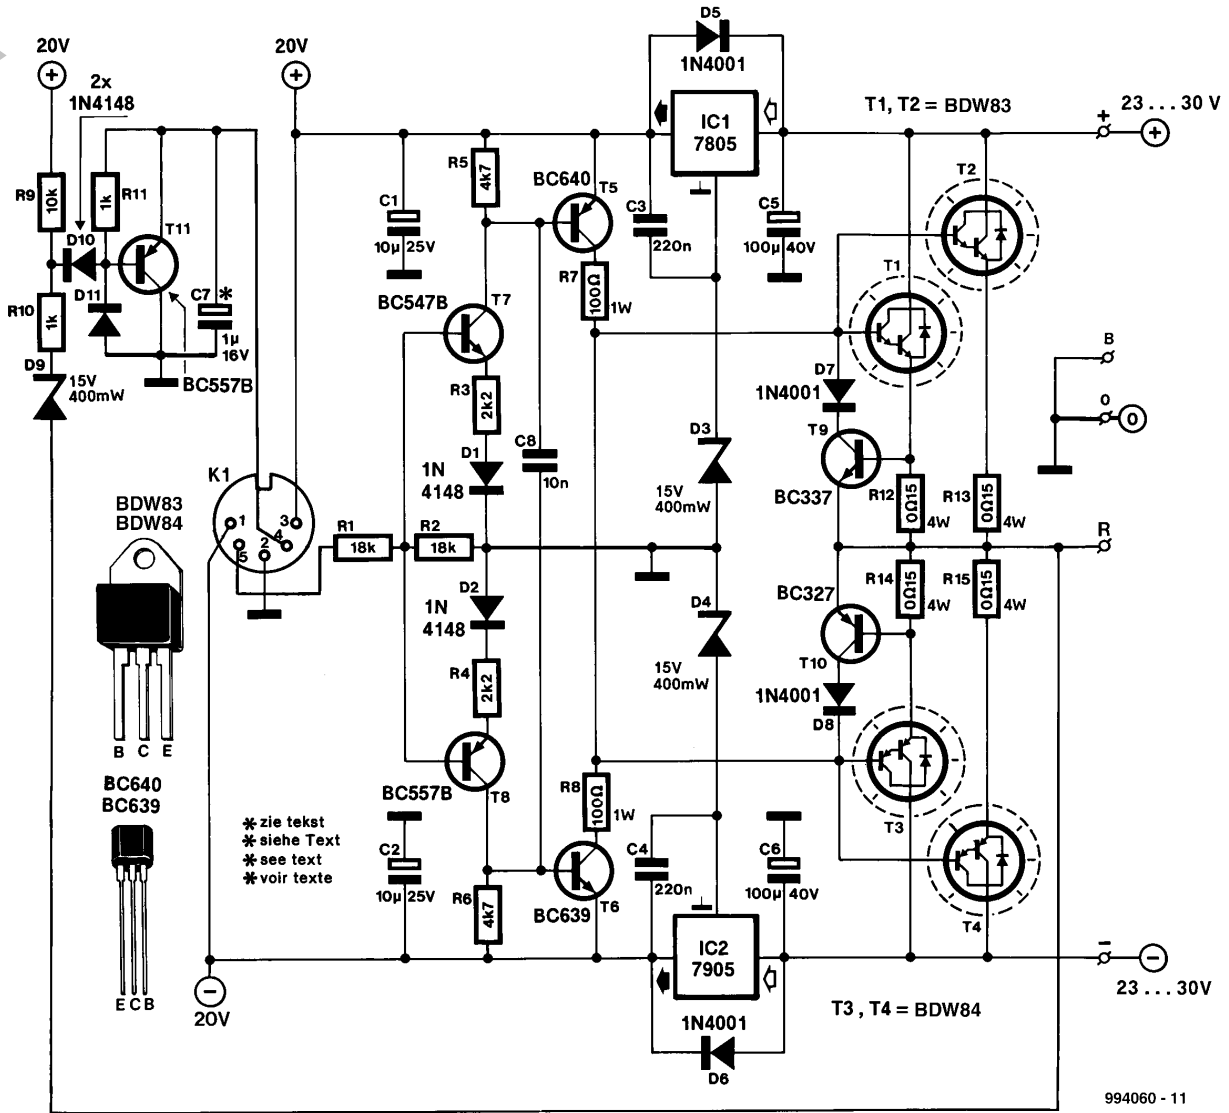 20V
20V
D5
1N4001
2x
1N4148
IC1
7805
T1, T2 = BDW83
23 . . . 30 V
+
R9
10k
R11
1k
R5
4k7
BC640
T5
T2
C1
10µ 25V
C3
220n
C5
100µ 40V
T11
D10
R7
100Ω
1W
T1
D11
C7
*
1µ
16V
BC547B
T7
R10
1k
D9
15V
400mW
BC557B
B
R3
2k2
D7
1N4001
0
0
D3
15V
400mW
T9
BC337
C8
10n
D1
1N
4148
K1
BDW83
BDW84
R12
0Ω15
4W
R13
0Ω15
4W
1
2
3
4
5
R1
18k
R2
18k
R
D2
1N
4148
D4
15V
400mW
BC327
R14
0Ω15
4W
R15
0Ω15
4W
T10
R4
2k2
1N4001
D8
B C E
BC640
BC639
BC557B
T8
R8
100Ω
1W
T3
* zie tekst
* siehe Text
* see text
* voir texte
C2
10µ 25V
C4
220n
C6
100µ 40V
R6
4k7
BC639
T6
T4
IC2
7905
E C B
20V
–
23 . . . 30V
T3 , T4 = BDW84
1N4001
D6
994060 - 11